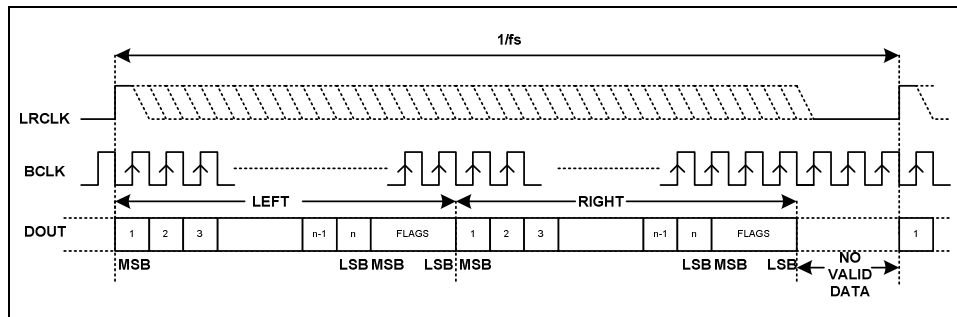 1/fs
LRCLK
BCLK
LEFT RIGHT
DOUT 1 2 3 n-1 n FLAGS 1 2 3 n-1 n FLAGS 1
MSB LSB MSB LSB MSB LSB MSB LSB NO
VALID
DATA